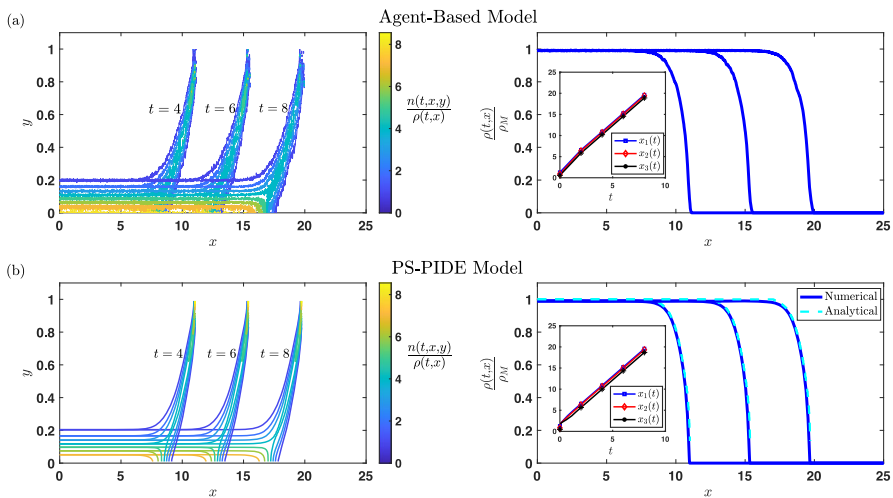 (a)
Agent-Based Model
1
0.8
0.6
0.4
0.2
0
y
t = 4
t = 6
t = 8
0 5 10 15 20 25
x
8
6
4
2
0
n(t,x,y)
ρ(t,x)
1
0.8
0.6
0.4
0.2
0
ρ(t,x)
ρM
25
20
15
10
5
0
0 5 10
t
x1(t)
x2(t)
x3(t)
0 5 10 15 20 25
x
(b)
PS-PIDE Model
1
0.8
0.6
0.4
0.2
0
y
t = 4
t = 6
t = 8
0 5 10 15 20 25
x
8
6
4
2
0
n(t,x,y)
ρ(t,x)
1
0.8
0.6
0.4
0.2
0
ρ(t,x)
ρM
Numerical
Analytical
25
20
15
10
5
0
0 5 10
t
x1(t)
x2(t)
x3(t)
0 5 10 15 20 25
x